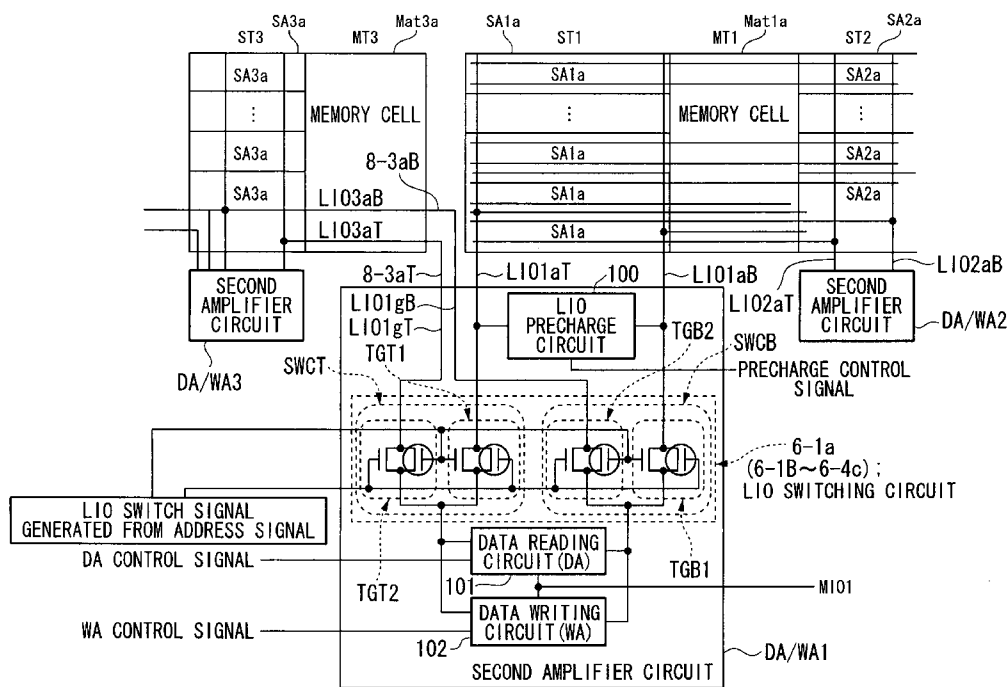 SA3a
Mat3a
SA1a
Mat1a
SA2a
ST3
MT3
ST1
MT1
ST2
SA3a
SA1a
SA2a
⋮
MEMORY CELL
⋮
MEMORY CELL
⋮
SA3a
8-3aB
SA1a
SA2a
SA3a
SA1a
SA2a
LIO3aB
LIO3aT
SA1a
SECOND
AMPLIFIER
CIRCUIT
8-3aT
LIO1aT
100
LIO1aB
LIO2aB
LIO2aT
SECOND
AMPLIFIER
CIRCUIT
LIO1gB
LIO1gT
LIO
PRECHARGE
CIRCUIT
TGB2
DA/WA2
DA/WA3
SWCT
TGT1
SWCB
PRECHARGE CONTROL
SIGNAL
6-1a
(6-1B～6-4c);
LIO SWITCHING CIRCUIT
LIO SWITCH SIGNAL
GENERATED FROM ADDRESS SIGNAL
DA CONTROL SIGNAL
DATA READING
CIRCUIT(DA)
TGT2
101
TGB1
MIO1
WA CONTROL SIGNAL
DATA WRITING
CIRCUIT(WA)
102
SECOND AMPLIFIER CIRCUIT
DA/WA1